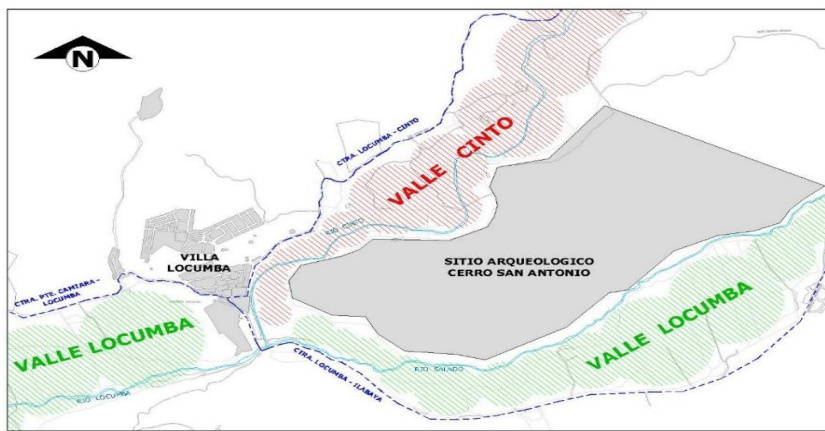 N
CTRA. LOCUMBA - CINTO
VALLE CINTO
RIO CINTO
VILLA
LOCUMBA
SITIO ARQUEOLOGICO
CERRO SAN ANTONIO
CTRA. PTE. CAMIARA -
LOCUMBA
VALLE LOCUMBA
VALLE LOCUMBA
RIO LOCUMBA
CTRA. LOCUMBA - ILABAYA
RIO SALADO